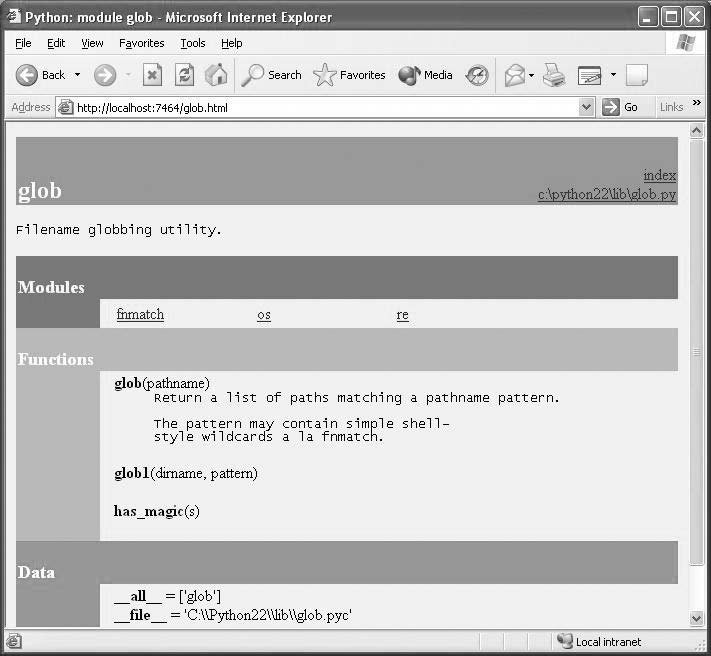 Python: module glob - Microsoft Internet Explorer
File Edit View Favorites Tools Help
Back Search Favorites Media
Address http://localhost:7464/glob.html Go Links »
glob
index
c:\python22\lib\glob.py
Filename globbing utility.
Modules
fnmatch os re
Functions
glob(pathname)
Return a list of paths matching a pathname pattern.
The pattern may contain simple shell-
style wildcards a la fnmatch.
glob1(dirname, pattern)
has_magic(s)
Data
__all__ = ['glob']
__file__ = 'C:\\Python22\\lib\\glob.pyc'
Local intranet